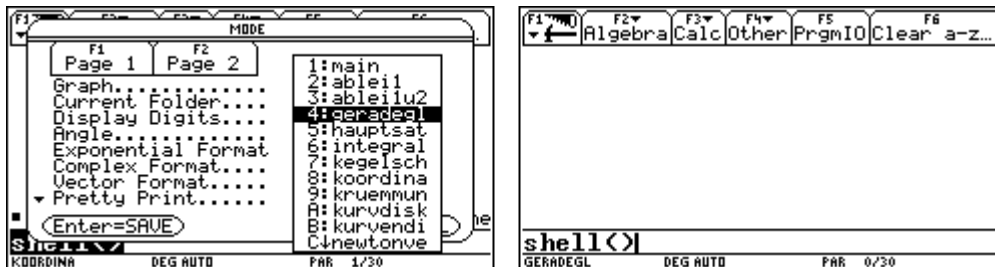 MODE
F1 F2
Page 1 Page 2
Graph..............
Current Folder....
Display Digits....
Angle..............
Exponential Format
Complex Format....
Vector Format.....
Pretty Print......
1:main
2:ablei1
3:ablei1u2
4:geradegl
5:hauptsat
6:integral
7:kegelsch
8:koordina
9:kruemmun
A:kurvdisk
B:kurvendi
C↓newtonve
(Enter=SAVE)
shell()
KOORDINA DEG AUTO PAR 1/30
F1 F2 F3 F4 F5 F6
Algebra Calc Other PrgmIO Clear a-z…
shell()
GERADEGL DEG AUTO PAR 0/30